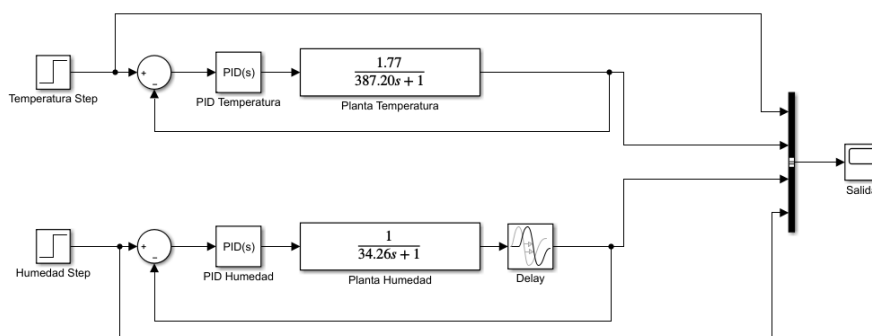 1.77
387.20s + 1
+
−
PID(s)
Temperatura Step
PID Temperatura
Planta Temperatura
1
34.26s + 1
+
−
PID(s)
Salida
Humedad Step
PID Humedad
Planta Humedad
Delay